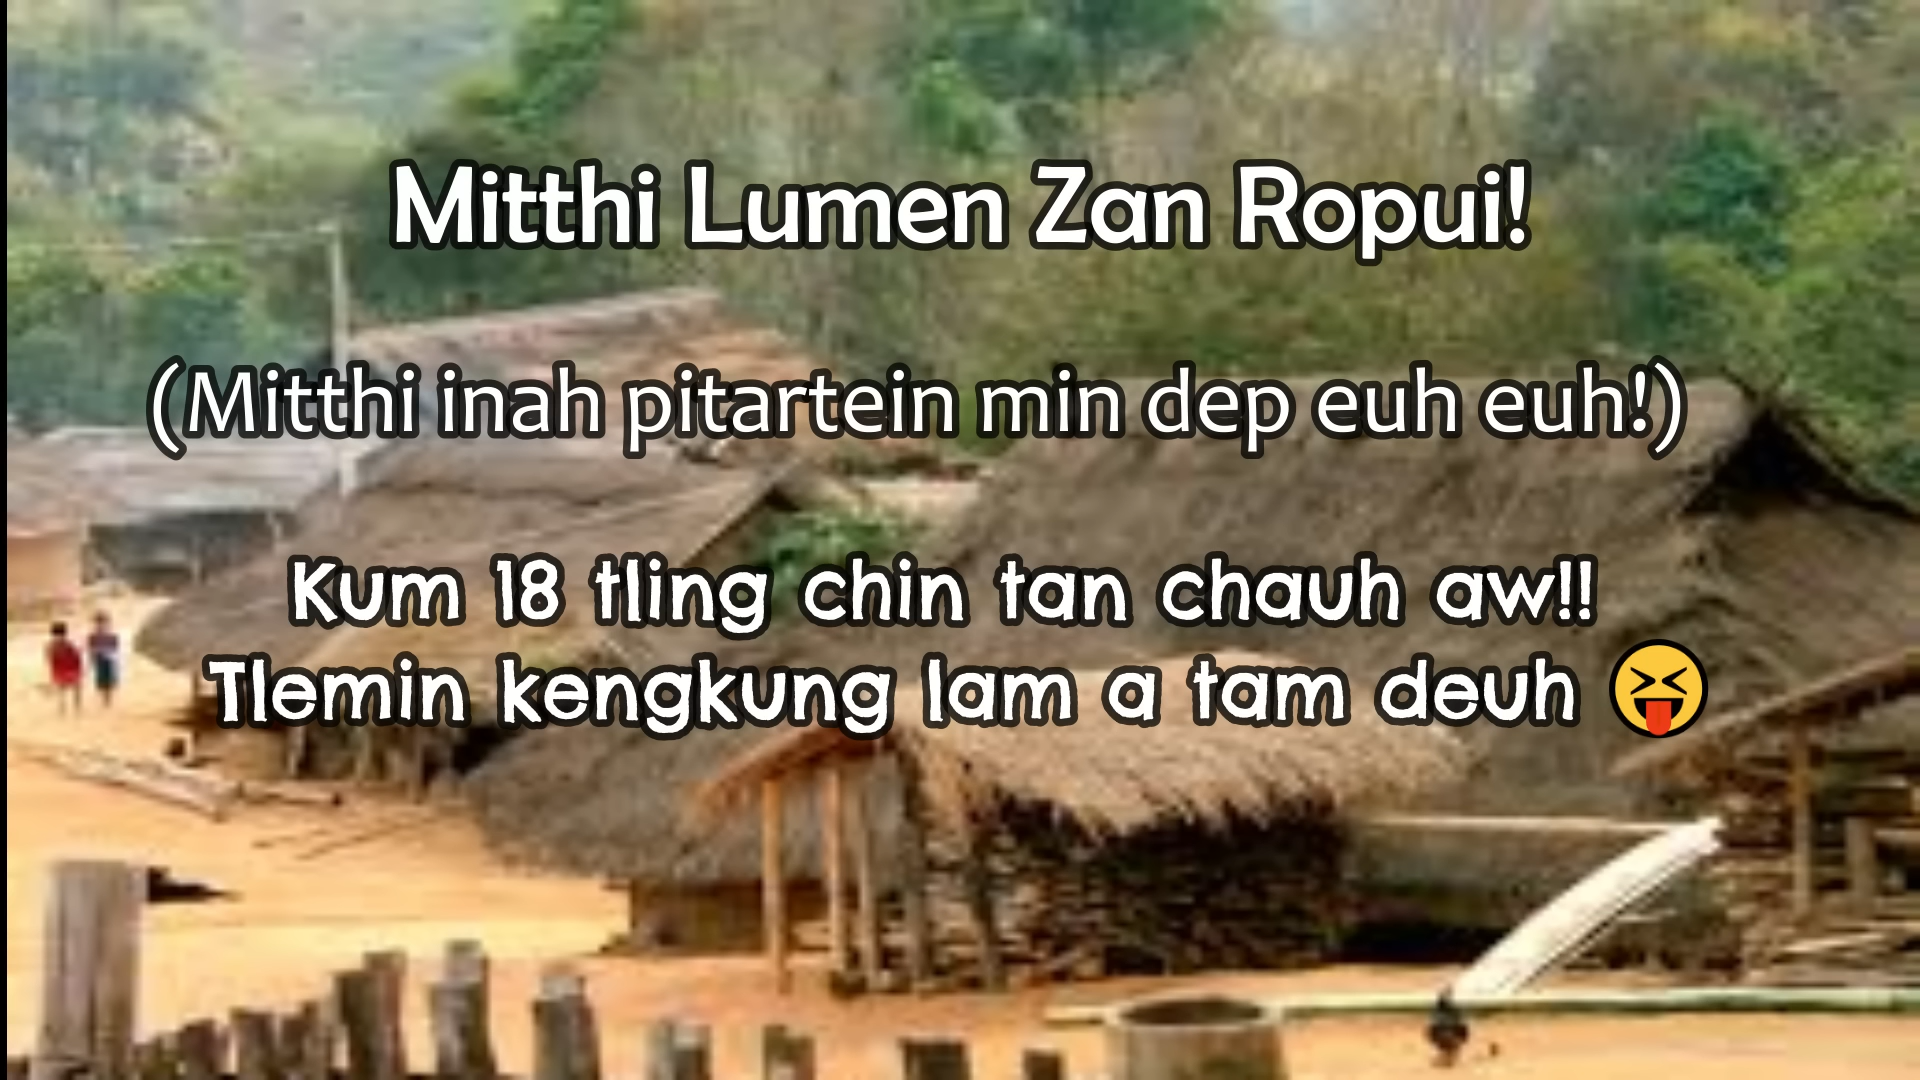 Mitthi Lumen Zan Ropui!
(Mitthi inah pitartein min dep euh euh!)
Kum 18 tling chin tan chauh aw!!
Tlemin kengkung lam a tam deuh 😝